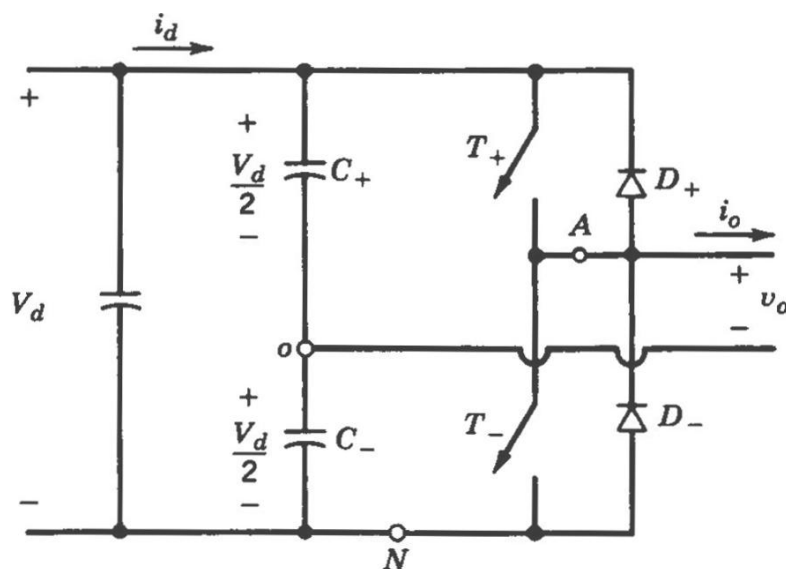 i_d
+
+
V_d/2
C_+
−
T_+
D_+
A
i_o
+
V_d
v_o
o
−
+
V_d/2
C_−
−
T_−
D_−
−
N